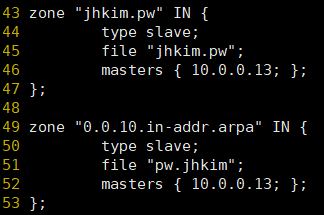 43 zone "jhkim.pw" IN {
44         type slave;
45         file "jhkim.pw";
46         masters { 10.0.0.13; };
47 };
48
49 zone "0.0.10.in-addr.arpa" IN {
50         type slave;
51         file "pw.jhkim";
52         masters { 10.0.0.13; };
53 };